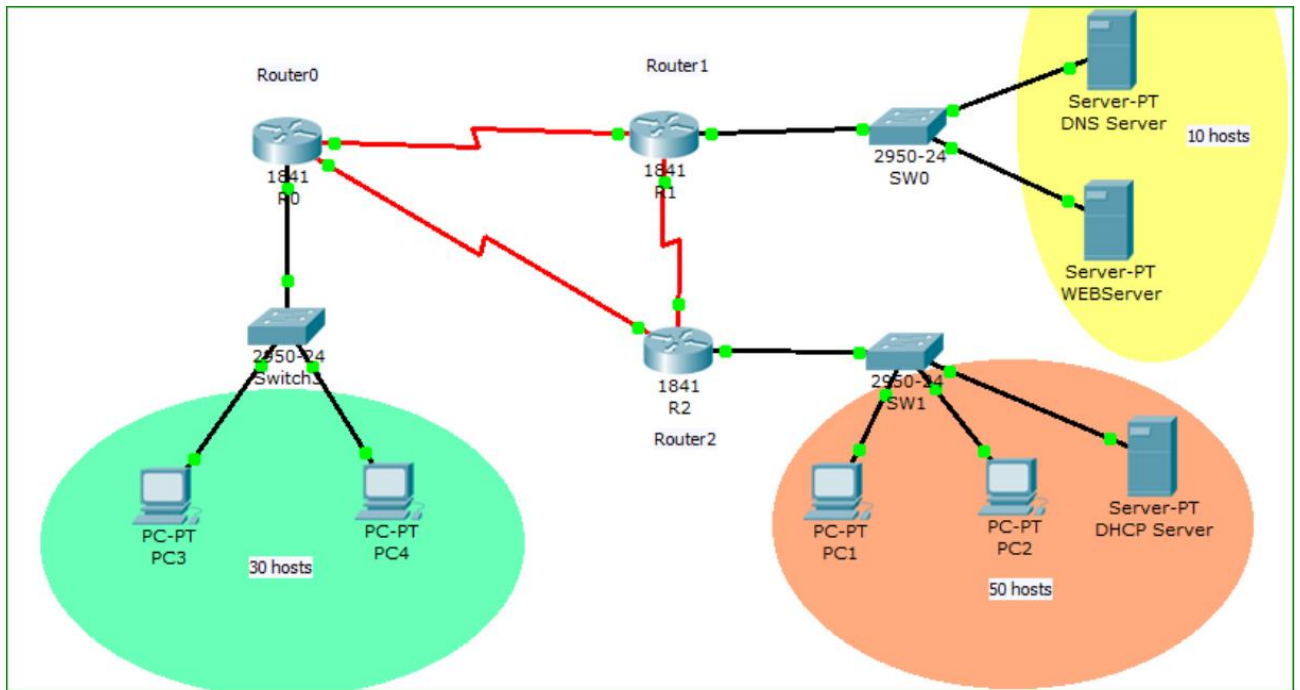 Router0
Router1
1841
R0
1841
R1
2950-24
SW0
Server-PT
DNS Server
10 hosts
Server-PT
WEBServer
2950-24
Switch3
1841
R2
Router2
2950-24
SW1
PC-PT
PC3
PC-PT
PC4
30 hosts
PC-PT
PC1
PC-PT
PC2
Server-PT
DHCP Server
50 hosts